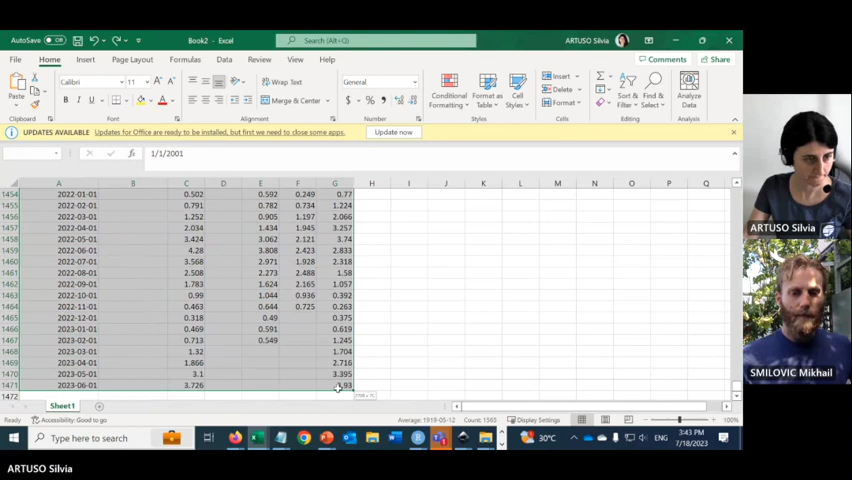 AutoSave Off Book2 - Excel Search (Alt+Q) ARTUSO Silvia
File Home Insert Page Layout Formulas Data Review View Help Comments Share
Paste Calibri 11 Wrap Text General Conditional Formatting Format as Table Cell Styles Insert Sort & Filter Find & Select Analyze Data
B I U Merge & Center $ % Delete
Format
Clipboard Font Alignment Number Styles Cells Editing Analysis
UPDATES AVAILABLE Updates for Office are ready to be installed, but first we need to close some apps. Update now
fx 1/1/2001
A B C D E F G H I J K L M N O P Q
1454 2022-01-01 0.502 0.592 0.249 0.77
1455 2022-02-01 0.791 0.782 0.734 1.224
1456 2022-03-01 1.252 0.905 1.197 2.066
1457 2022-04-01 2.034 1.434 1.945 3.257
1458 2022-05-01 3.424 3.062 2.121 3.74
1459 2022-06-01 4.28 3.808 2.423 2.833
1460 2022-07-01 3.568 2.971 1.928 2.318
1461 2022-08-01 2.508 2.273 2.488 1.58
1462 2022-09-01 1.783 1.624 2.165 1.057
1463 2022-10-01 0.99 1.044 0.936 0.392
1464 2022-11-01 0.463 0.644 0.725 0.263
1465 2022-12-01 0.318 0.49 0.375
1466 2023-01-01 0.469 0.591 0.619
1467 2023-02-01 0.713 0.549 1.245
1468 2023-03-01 1.32 1.704
1469 2023-04-01 1.866 2.716
1470 2023-05-01 3.1 3.395
1471 2023-06-01 3.726
1472
Sheet1
Ready Accessibility: Good to go Average: 1919-05-12 Count: 1565 Display Settings 100%
Type here to search 30°C ENG 3:43 PM 7/18/2023
ARTUSO Silvia
SMILOVIC Mikhail
ARTUSO Silvia